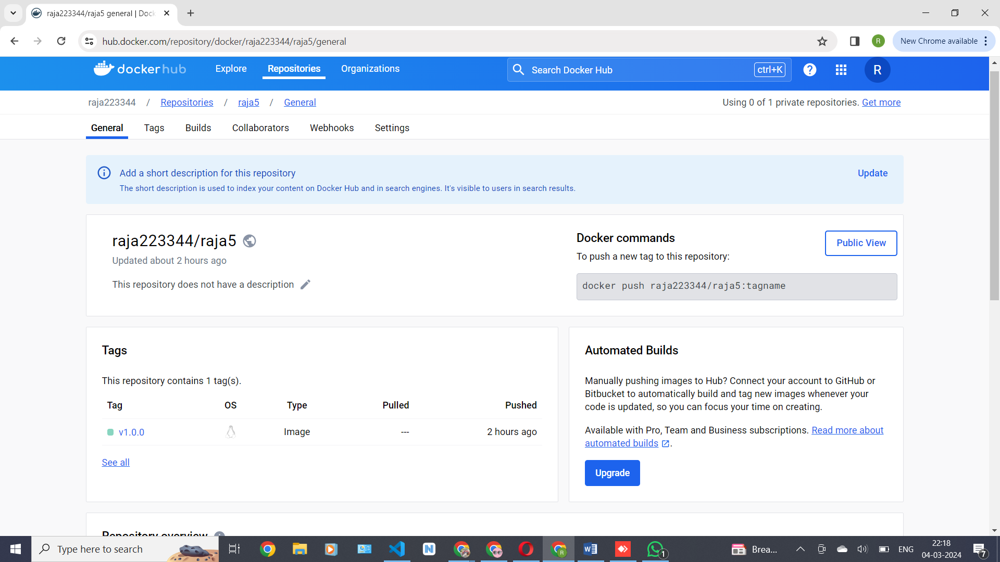 raja223344/raja5 general | Dock
hub.docker.com/repository/docker/raja223344/raja5/general
R
New Chrome available
dockerhub
Explore
Repositories
Organizations
Search Docker Hub
ctrl+K
?
R
raja223344 / Repositories / raja5 / General
Using 0 of 1 private repositories. Get more
General
Tags
Builds
Collaborators
Webhooks
Settings
Add a short description for this repository
Update
The short description is used to index your content on Docker Hub and in search engines. It's visible to users in search results.
raja223344/raja5
Updated about 2 hours ago
This repository does not have a description
Docker commands
Public View
To push a new tag to this repository:
docker push raja223344/raja5:tagname
Tags
This repository contains 1 tag(s).
Tag OS Type Pulled Pushed
v1.0.0 Image --- 2 hours ago
See all
Automated Builds
Manually pushing images to Hub? Connect your account to GitHub or
Bitbucket to automatically build and tag new images whenever your
code is updated, so you can focus your time on creating.
Available with Pro, Team and Business subscriptions. Read more about
automated builds .
Upgrade
Repository overview
Type here to search
N
R
W
1
Brea...
ENG
22:18
04-03-2024
7